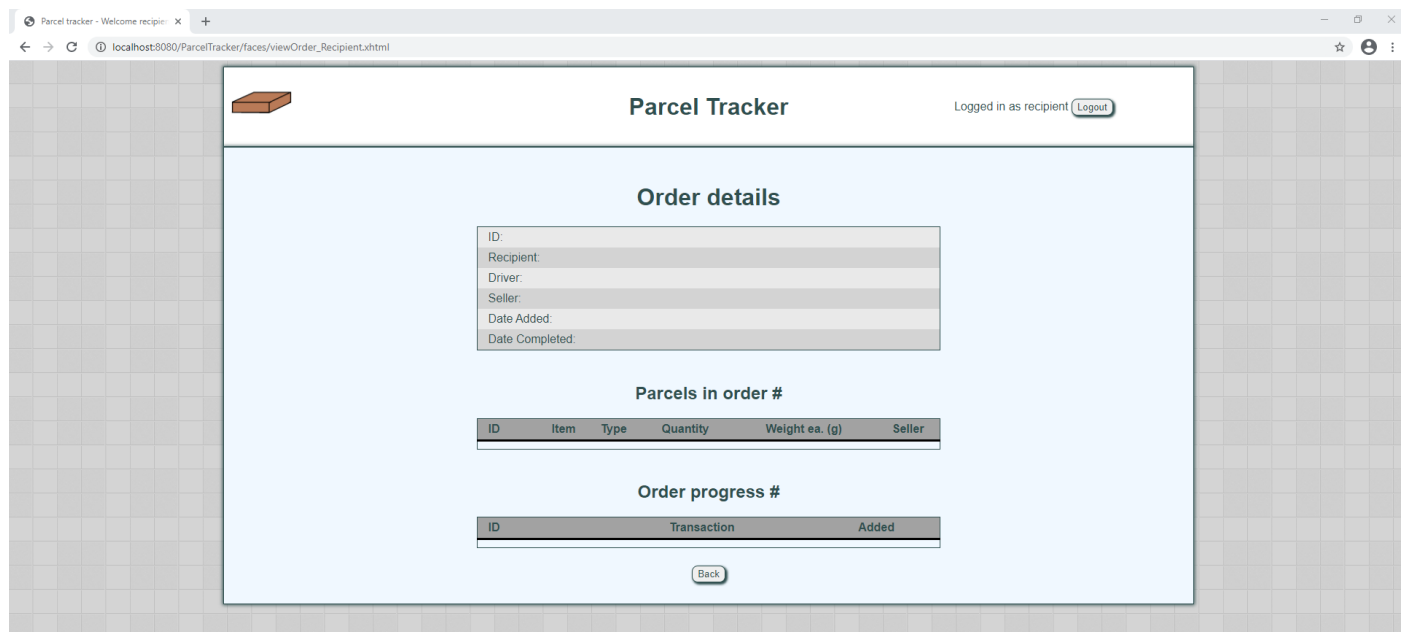 Parcel tracker - Welcome recipie
localhost:8080/ParcelTracker/faces/viewOrder_Recipient.xhtml
Parcel Tracker
Logged in as recipient Logout
Order details
ID:
Recipient:
Driver:
Seller:
Date Added:
Date Completed:
Parcels in order #
ID Item Type Quantity Weight ea. (g) Seller
Order progress #
ID Transaction Added
Back